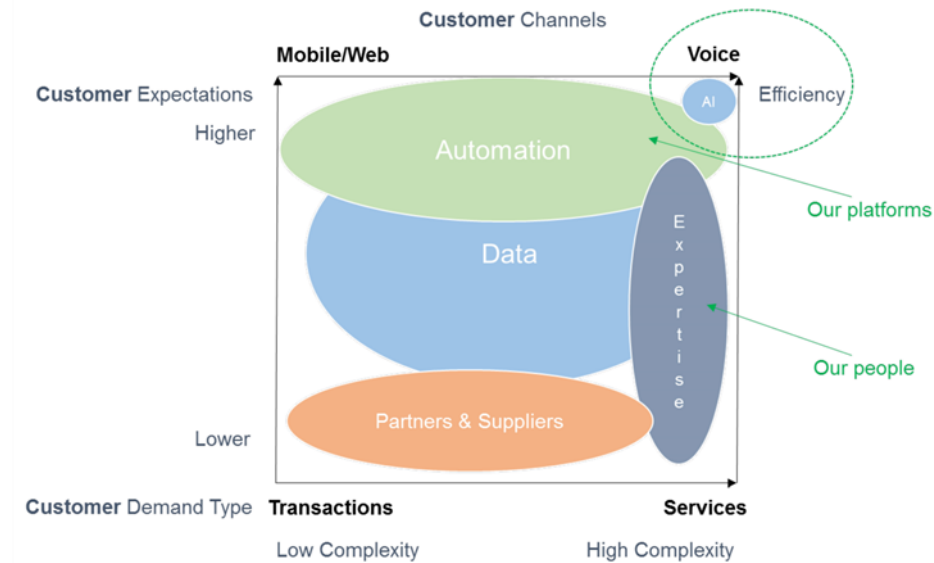 Customer Channels
Mobile/Web
Voice
Customer Expectations
AI
Efficiency
Higher
Automation
Our platforms
Expertise
Data
Our people
Partners & Suppliers
Lower
Customer Demand Type
Transactions
Services
Low Complexity
High Complexity